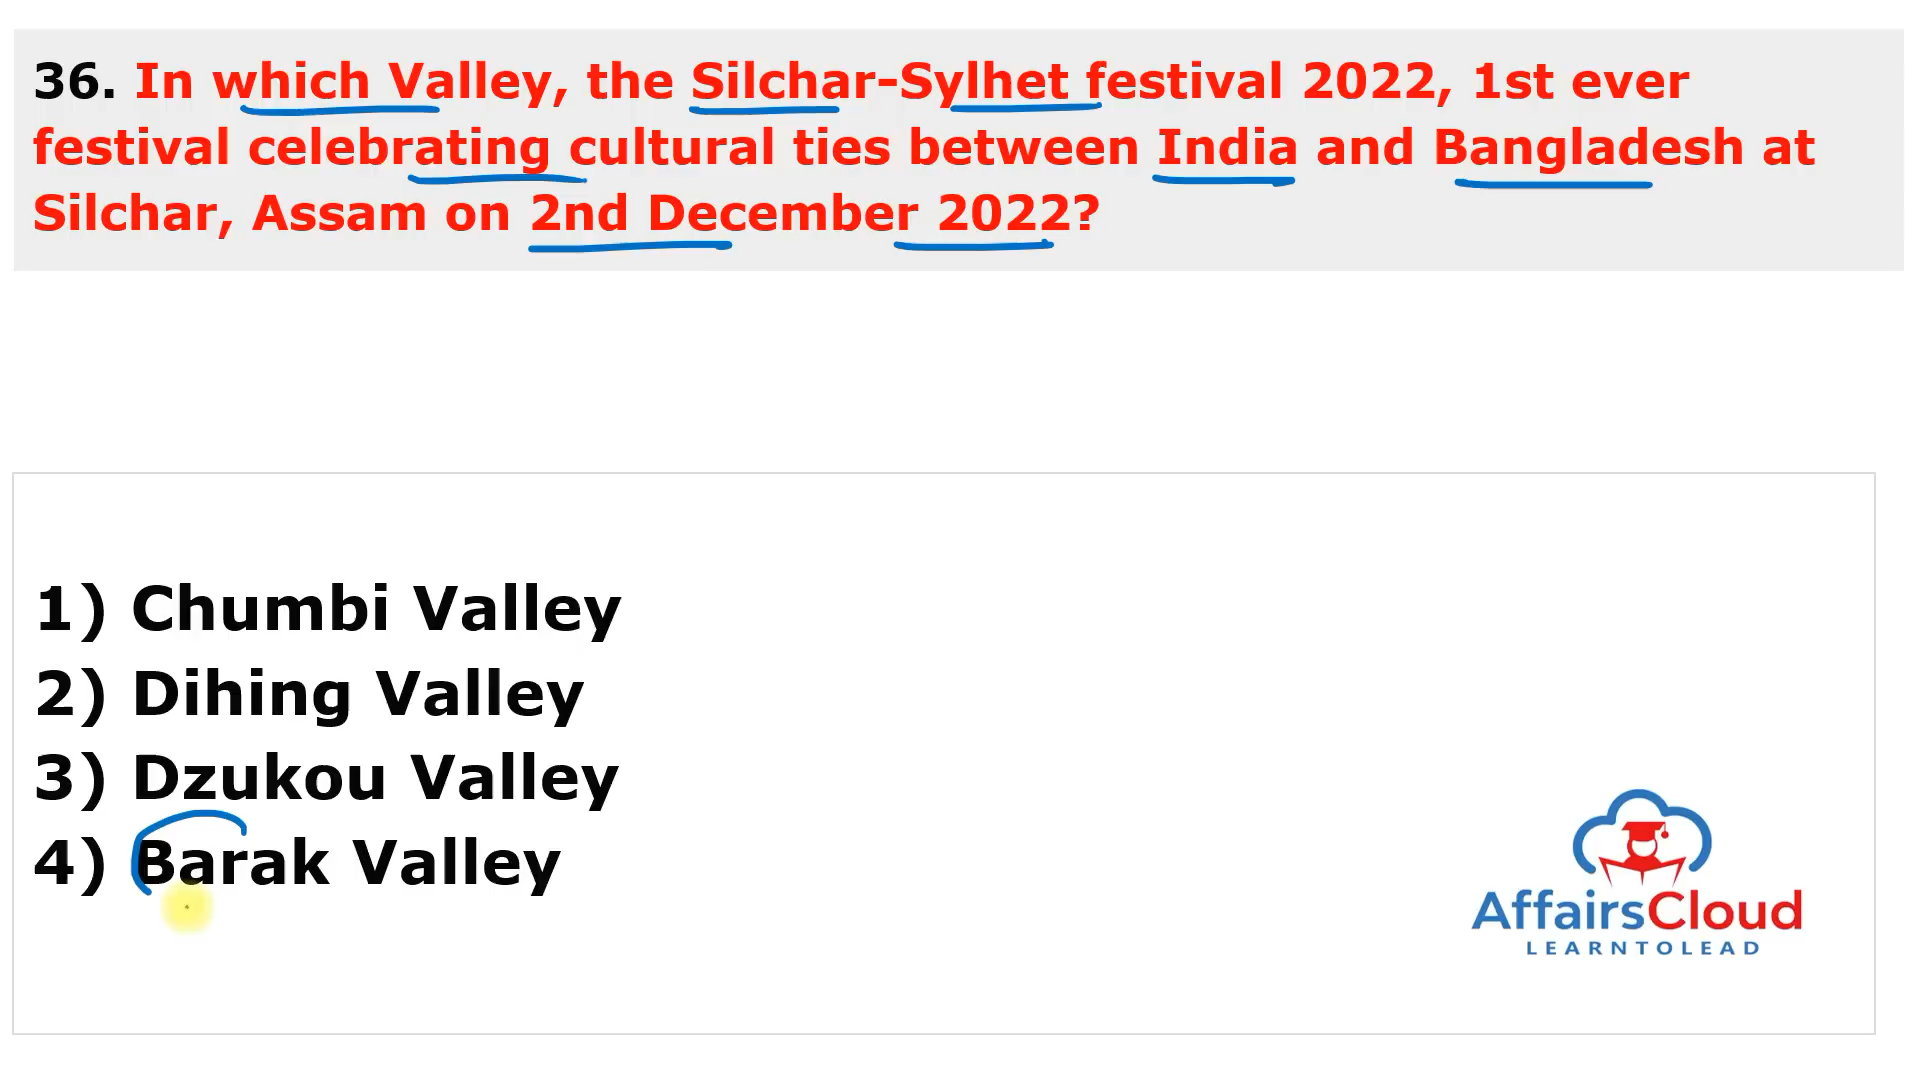 36. In which Valley, the Silchar-Sylhet festival 2022, 1st ever
festival celebrating cultural ties between India and Bangladesh at
Silchar, Assam on 2nd December 2022?
1) Chumbi Valley
2) Dihing Valley
3) Dzukou Valley
4) Barak Valley
AffairsCloud
LEARNTOLEAD